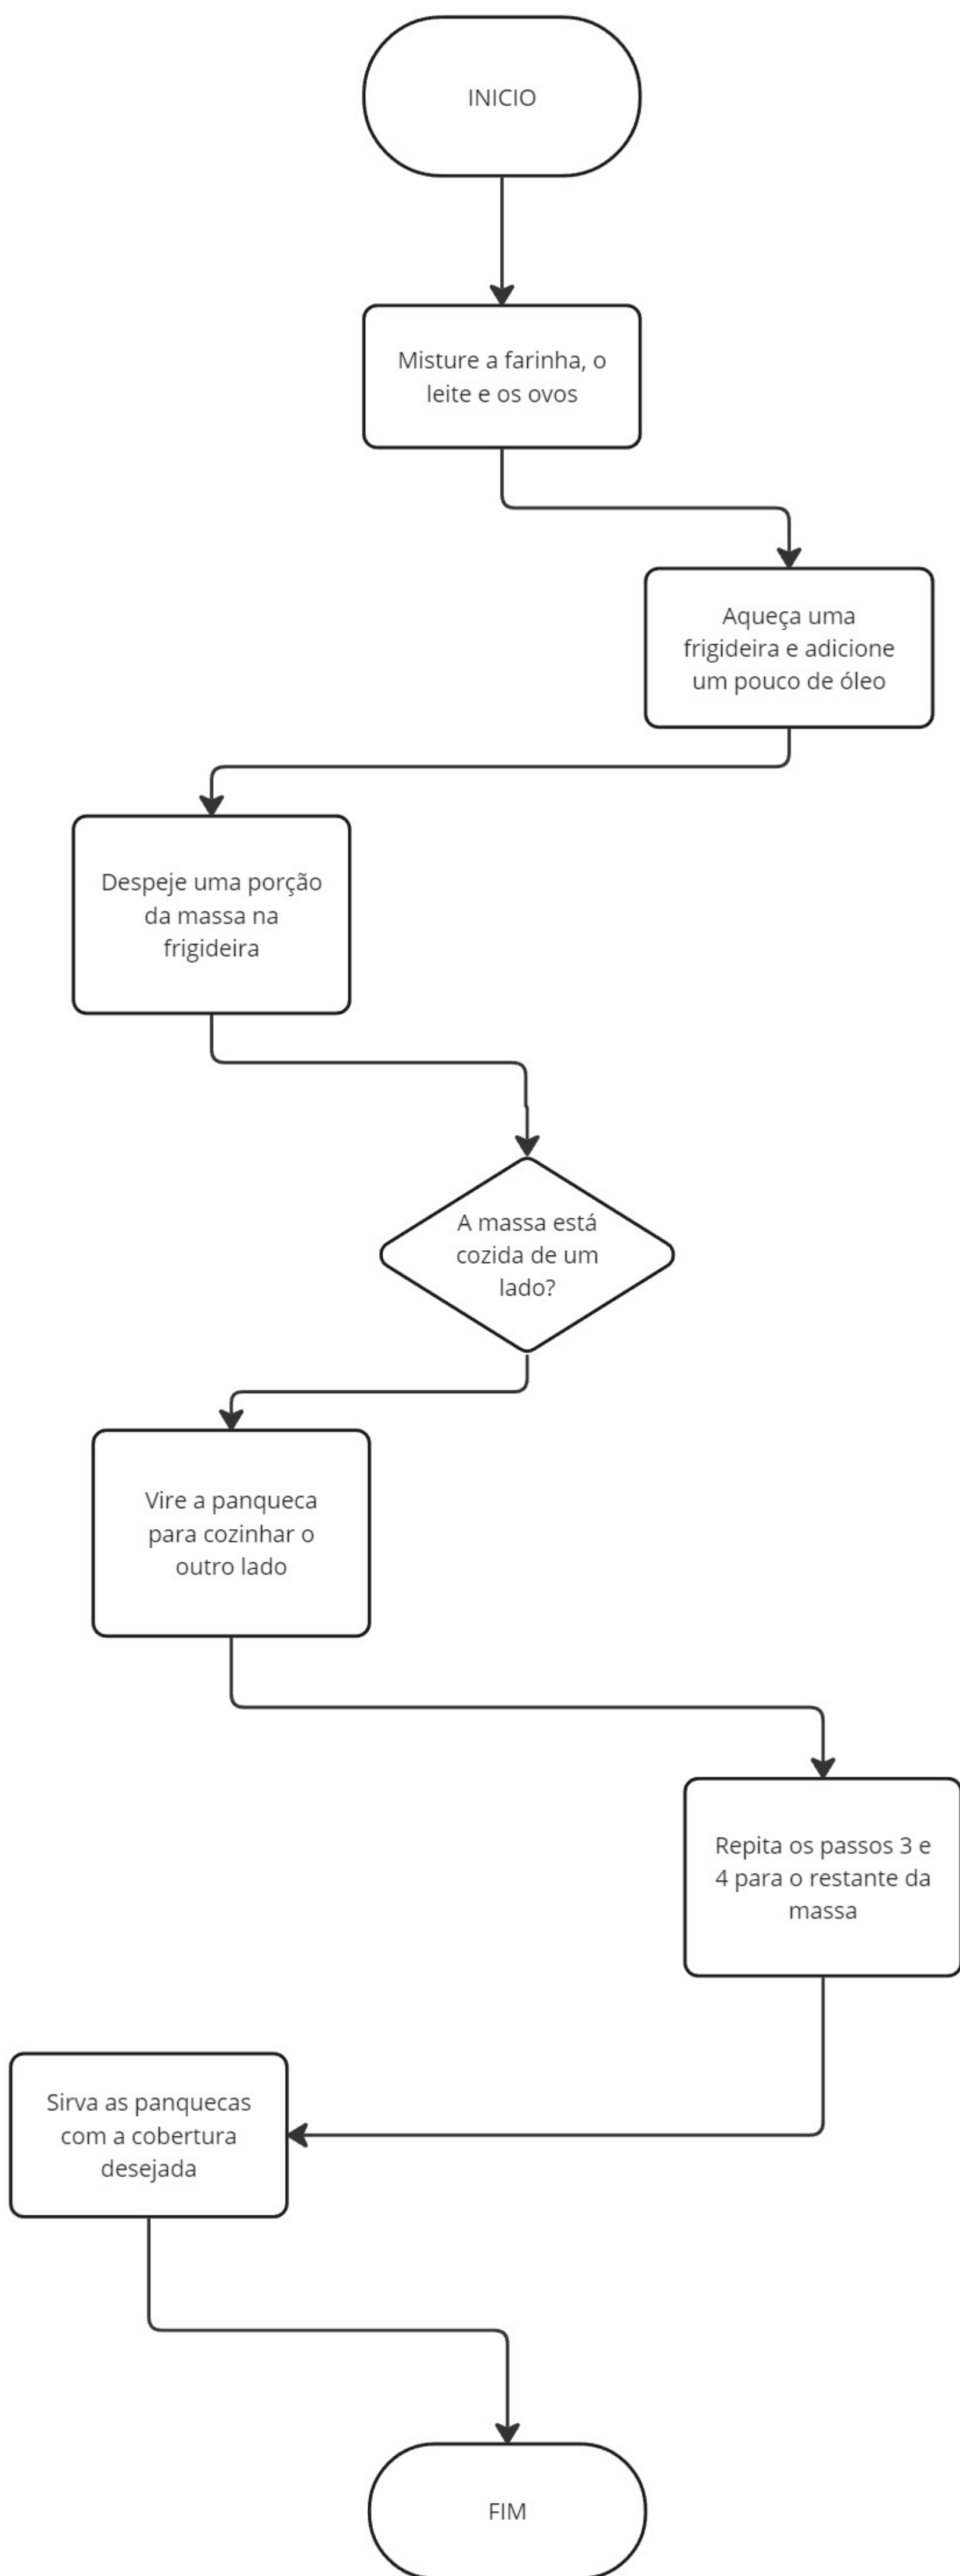 INICIO
Misture a farinha, o
leite e os ovos
Aqueça uma
frigideira e adicione
um pouco de óleo
Despeje uma porção
da massa na
frigideira
A massa está
cozida de um
lado?
Vire a panqueca
para cozinhar o
outro lado
Repita os passos 3 e
4 para o restante da
massa
Sirva as panquecas
com a cobertura
desejada
FIM